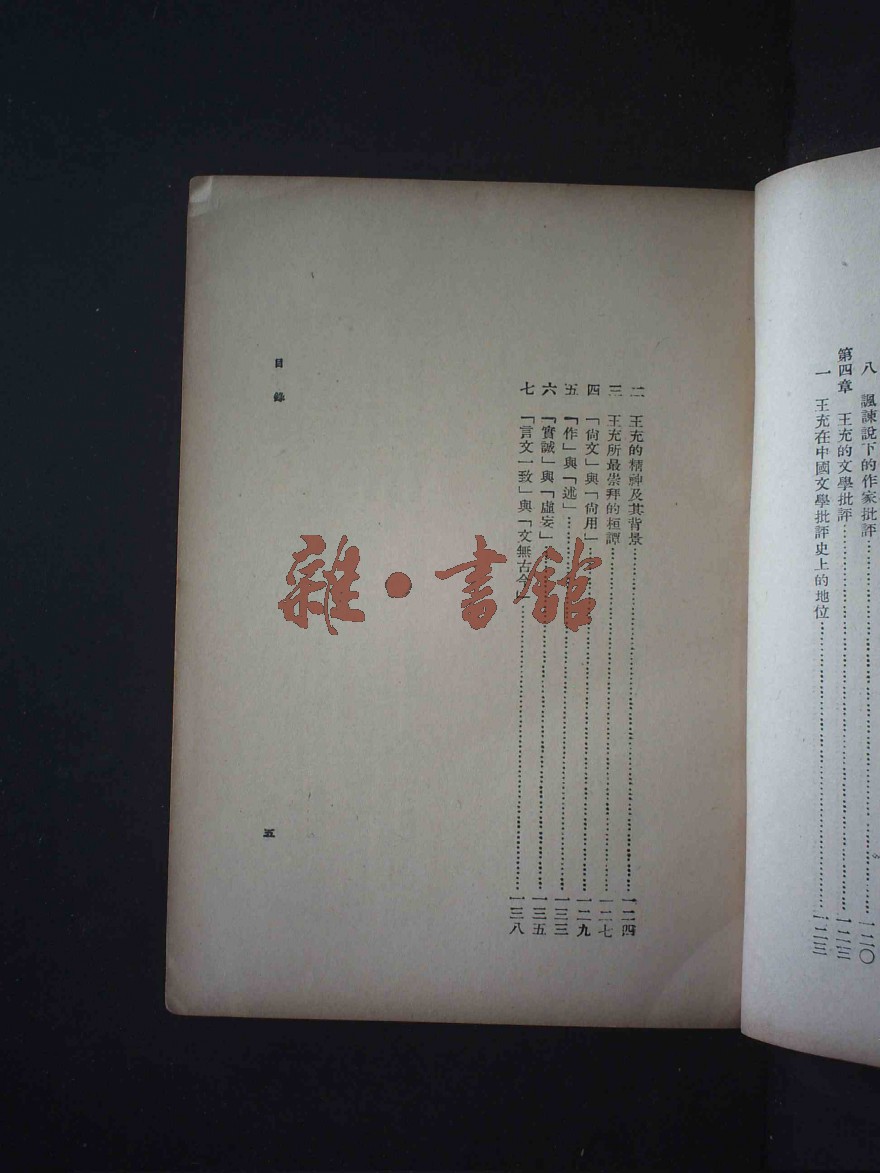 八 諷諫說下的作家批評……一二〇
第四章 王充的文學批評……一二三
一 王充在中國文學批評史上的地位……一二三
二 王充的精神及其背景……一二四
三 王充所最崇拜的桓譚……一二七
四 「尙文」與「尙用」……一二九
五 「作」與「述」……一三三
六 「實誠」與「虛妄」……一三五
七 「言文一致」與「文無古今」……一三八
目錄
五
雜·書館